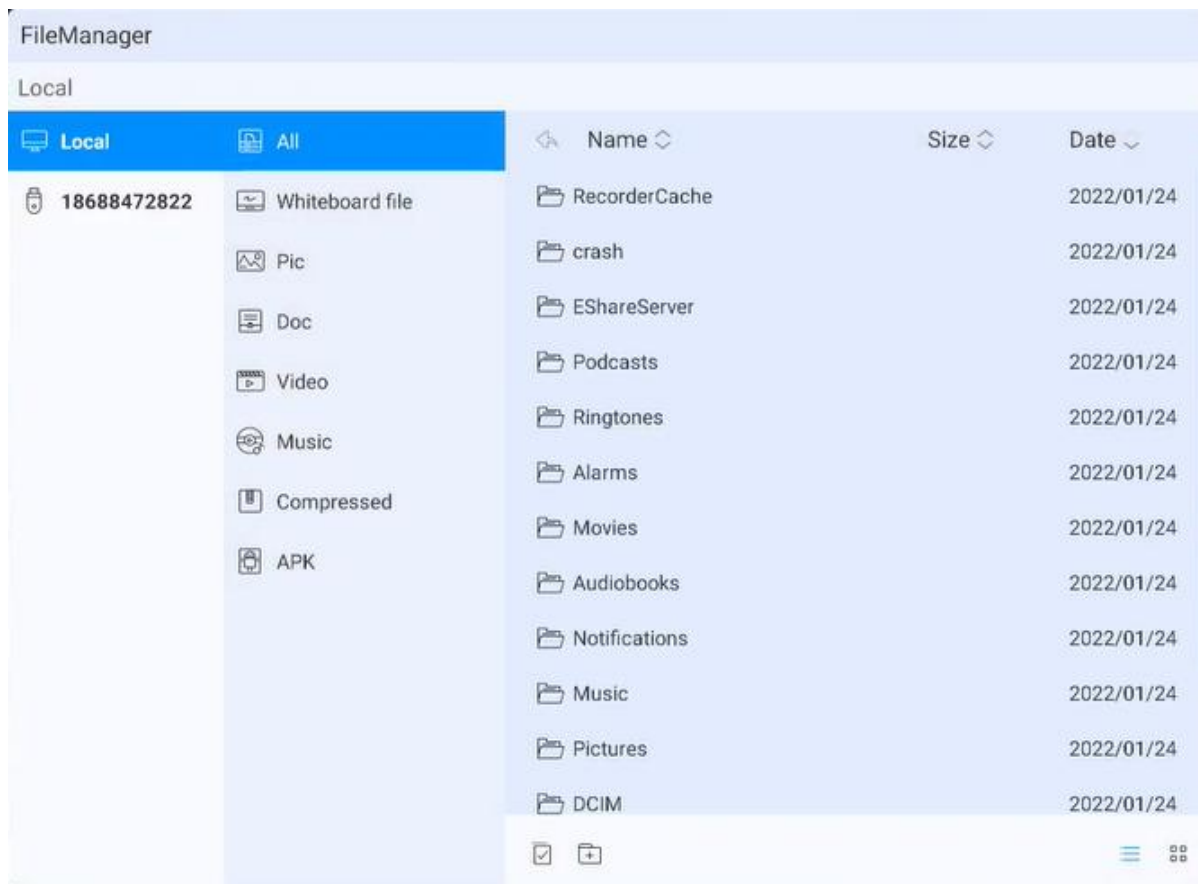 FileManager
Local
Local
18688472822
All
Whiteboard file
Pic
Doc
Video
Music
Compressed
APK
Name Size Date
RecorderCache 2022/01/24
crash 2022/01/24
EShareServer 2022/01/24
Podcasts 2022/01/24
Ringtones 2022/01/24
Alarms 2022/01/24
Movies 2022/01/24
Audiobooks 2022/01/24
Notifications 2022/01/24
Music 2022/01/24
Pictures 2022/01/24
DCIM 2022/01/24